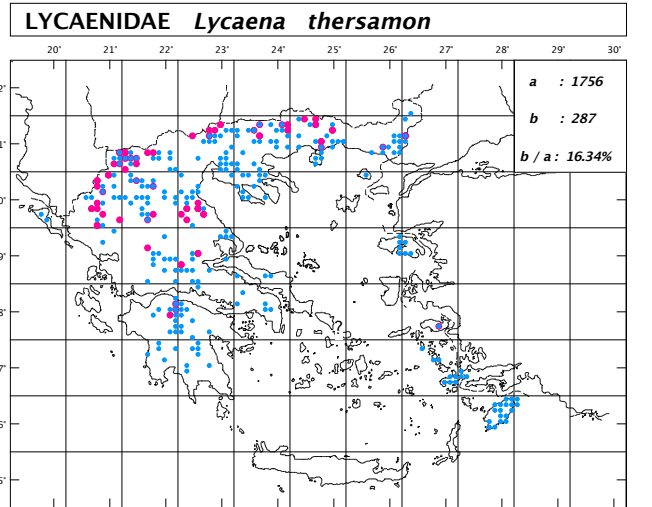 LYCAENIDAE Lycaena thersamon
20' 21' 22' 23' 24' 25' 26' 27' 28' 29' 30'
a : 1756
b : 287
b / a : 16.34%